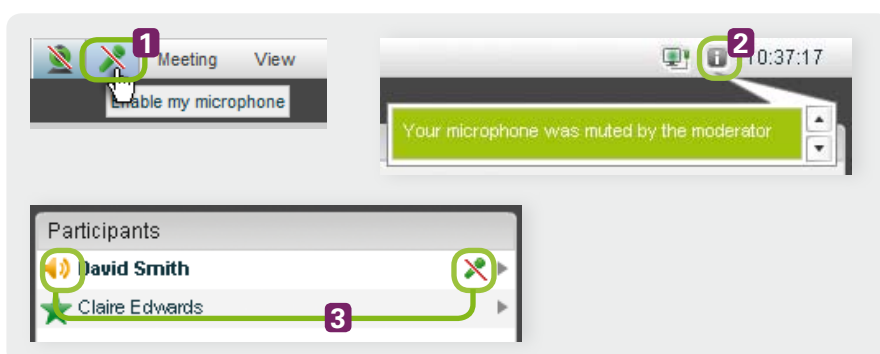 1
Meeting View
Enable my microphone
2
10:37:17
Your microphone was muted by the moderator
Participants
David Smith
Claire Edwards
3